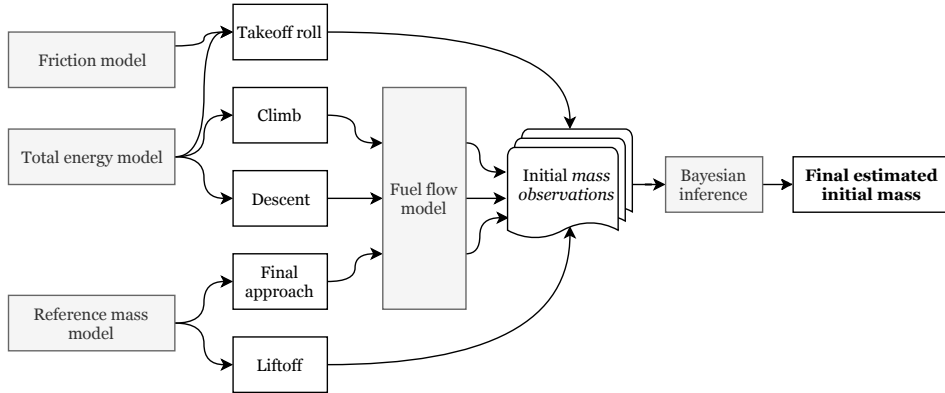 Takeoff roll
Friction model
Climb
Total energy model
Descent
Fuel flow
model
Initial mass
observations
Bayesian
inference
Final estimated
initial mass
Final
approach
Reference mass
model
Liftoff